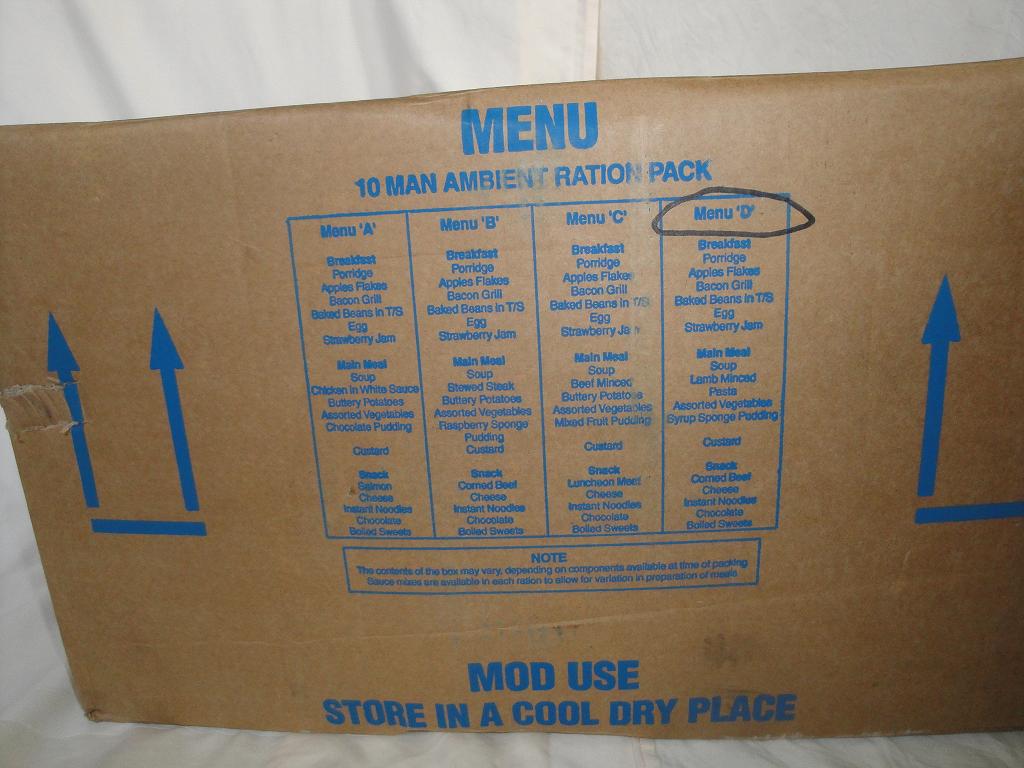 MENU
10 MAN AMBIENT RATION PACK
Menu 'A'
Breakfast
Porridge
Apples Flakes
Bacon Grill
Baked Beans in T/S
Egg
Strawberry Jam
Main Meal
Soup
Chicken in White Sauce
Buttery Potatoes
Assorted Vegetables
Chocolate Pudding
Custard
Snack
Salmon
Cheese
Instant Noodles
Chocolate
Boiled Sweets
Menu 'B'
Breakfast
Porridge
Apples Flakes
Bacon Grill
Baked Beans in T/S
Egg
Strawberry Jam
Main Meal
Soup
Stewed Steak
Buttery Potatoes
Assorted Vegetables
Raspberry Sponge
Pudding
Custard
Snack
Corned Beef
Cheese
Instant Noodles
Chocolate
Boiled Sweets
Menu 'C'
Breakfast
Porridge
Apples Flakes
Bacon Grill
Baked Beans in T/S
Egg
Strawberry Jam
Main Meal
Soup
Beef Minced
Buttery Potatoes
Assorted Vegetables
Mixed Fruit Pudding
Custard
Snack
Luncheon Meat
Cheese
Instant Noodles
Chocolate
Boiled Sweets
Menu 'D'
Breakfast
Porridge
Apples Flakes
Bacon Grill
Baked Beans in T/S
Egg
Strawberry Jam
Main Meal
Soup
Lamb Minced
Pasta
Assorted Vegetables
Syrup Sponge Pudding
Custard
Snack
Corned Beef
Cheese
Instant Noodles
Chocolate
Boiled Sweets
NOTE
The contents of the box may vary, depending on components available at time of packing
Sauce mixes are available in each ration to allow for variation in preparation of meals
MOD USE
STORE IN A COOL DRY PLACE